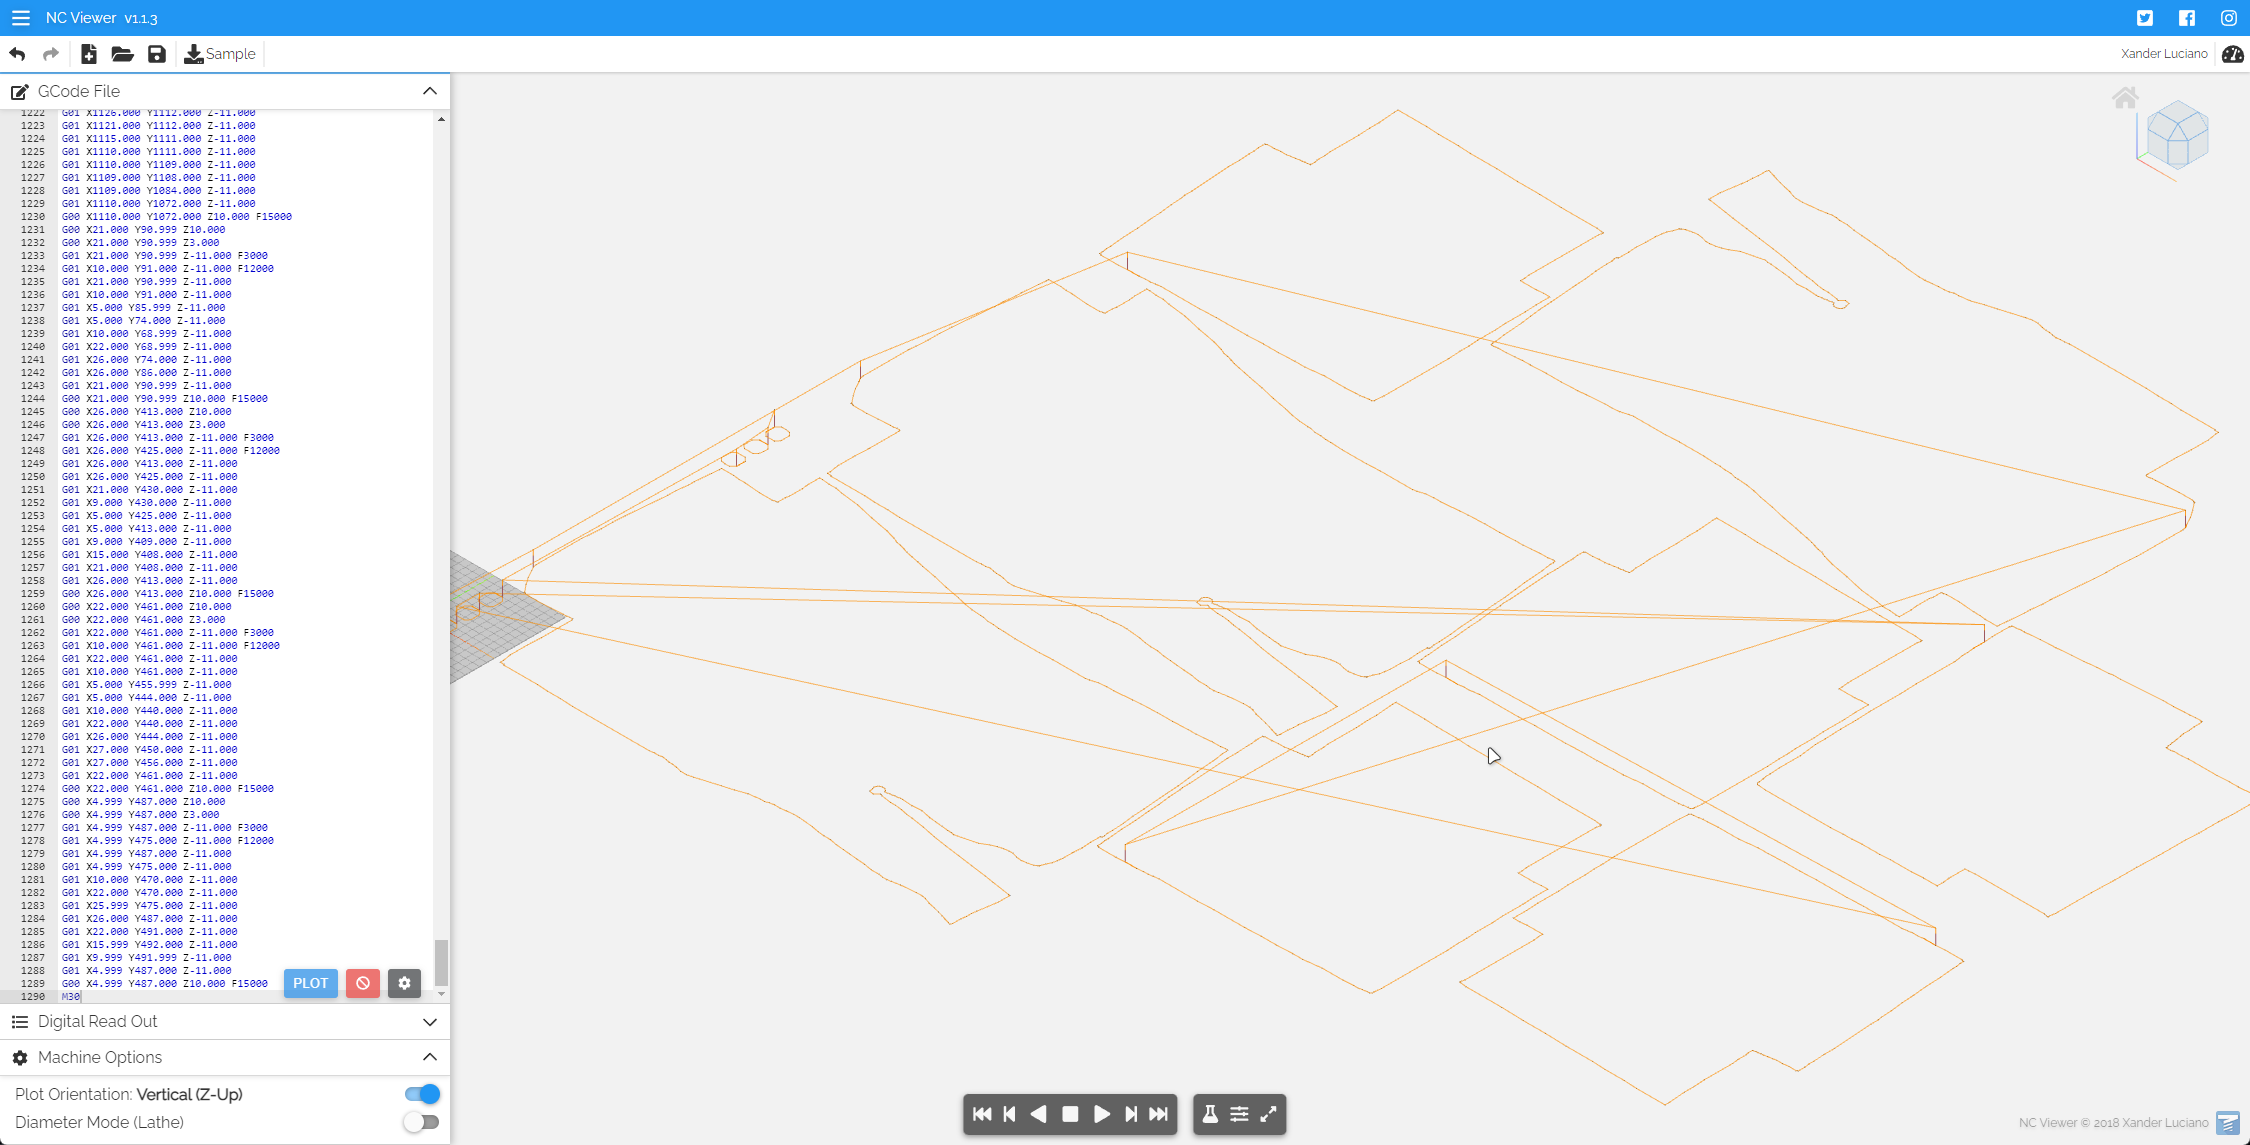 NC Viewer v1.1.3
Sample
Xander Luciano
GCode File
1222 G01 X1126.000 Y1112.000 Z-11.000
1223 G01 X1121.000 Y1112.000 Z-11.000
1224 G01 X1115.000 Y1111.000 Z-11.000
1225 G01 X1110.000 Y1111.000 Z-11.000
1226 G01 X1110.000 Y1109.000 Z-11.000
1227 G01 X1109.000 Y1108.000 Z-11.000
1228 G01 X1109.000 Y1084.000 Z-11.000
1229 G01 X1110.000 Y1072.000 Z-11.000
1230 G00 X1110.000 Y1072.000 Z10.000 F15000
1231 G00 X21.000 Y90.999 Z10.000
1232 G00 X21.000 Y90.999 Z3.000
1233 G01 X21.000 Y90.999 Z-11.000 F3000
1234 G01 X10.000 Y91.000 Z-11.000 F12000
1235 G01 X21.000 Y90.999 Z-11.000
1236 G01 X10.000 Y91.000 Z-11.000
1237 G01 X5.000 Y85.999 Z-11.000
1238 G01 X5.000 Y74.000 Z-11.000
1239 G01 X10.000 Y68.999 Z-11.000
1240 G01 X22.000 Y68.999 Z-11.000
1241 G01 X26.000 Y74.000 Z-11.000
1242 G01 X26.000 Y86.000 Z-11.000
1243 G01 X21.000 Y90.999 Z-11.000
1244 G00 X21.000 Y90.999 Z10.000 F15000
1245 G00 X26.000 Y413.000 Z10.000
1246 G00 X26.000 Y413.000 Z3.000
1247 G01 X26.000 Y413.000 Z-11.000 F3000
1248 G01 X26.000 Y425.000 Z-11.000 F12000
1249 G01 X26.000 Y413.000 Z-11.000
1250 G01 X26.000 Y425.000 Z-11.000
1251 G01 X21.000 Y430.000 Z-11.000
1252 G01 X9.000 Y430.000 Z-11.000
1253 G01 X5.000 Y425.000 Z-11.000
1254 G01 X5.000 Y413.000 Z-11.000
1255 G01 X9.000 Y409.000 Z-11.000
1256 G01 X15.000 Y408.000 Z-11.000
1257 G01 X21.000 Y408.000 Z-11.000
1258 G01 X26.000 Y413.000 Z-11.000
1259 G00 X26.000 Y413.000 Z10.000 F15000
1260 G00 X22.000 Y461.000 Z10.000
1261 G00 X22.000 Y461.000 Z3.000
1262 G01 X22.000 Y461.000 Z-11.000 F3000
1263 G01 X10.000 Y461.000 Z-11.000 F12000
1264 G01 X22.000 Y461.000 Z-11.000
1265 G01 X10.000 Y461.000 Z-11.000
1266 G01 X5.000 Y455.999 Z-11.000
1267 G01 X5.000 Y444.000 Z-11.000
1268 G01 X10.000 Y440.000 Z-11.000
1269 G01 X22.000 Y440.000 Z-11.000
1270 G01 X26.000 Y444.000 Z-11.000
1271 G01 X27.000 Y450.000 Z-11.000
1272 G01 X27.000 Y456.000 Z-11.000
1273 G01 X22.000 Y461.000 Z-11.000
1274 G00 X22.000 Y461.000 Z10.000 F15000
1275 G00 X4.999 Y487.000 Z10.000
1276 G00 X4.999 Y487.000 Z3.000
1277 G01 X4.999 Y487.000 Z-11.000 F3000
1278 G01 X4.999 Y475.000 Z-11.000 F12000
1279 G01 X4.999 Y487.000 Z-11.000
1280 G01 X4.999 Y475.000 Z-11.000
1281 G01 X10.000 Y470.000 Z-11.000
1282 G01 X22.000 Y470.000 Z-11.000
1283 G01 X25.999 Y475.000 Z-11.000
1284 G01 X26.000 Y487.000 Z-11.000
1285 G01 X22.000 Y491.000 Z-11.000
1286 G01 X15.999 Y492.000 Z-11.000
1287 G01 X9.999 Y491.999 Z-11.000
1288 G01 X4.999 Y487.000 Z-11.000
1289 G00 X4.999 Y487.000 Z10.000 F15000
1290 M30
PLOT
Digital Read Out
Machine Options
Plot Orientation: Vertical (Z-Up)
Diameter Mode (Lathe)
NC Viewer © 2018 Xander Luciano